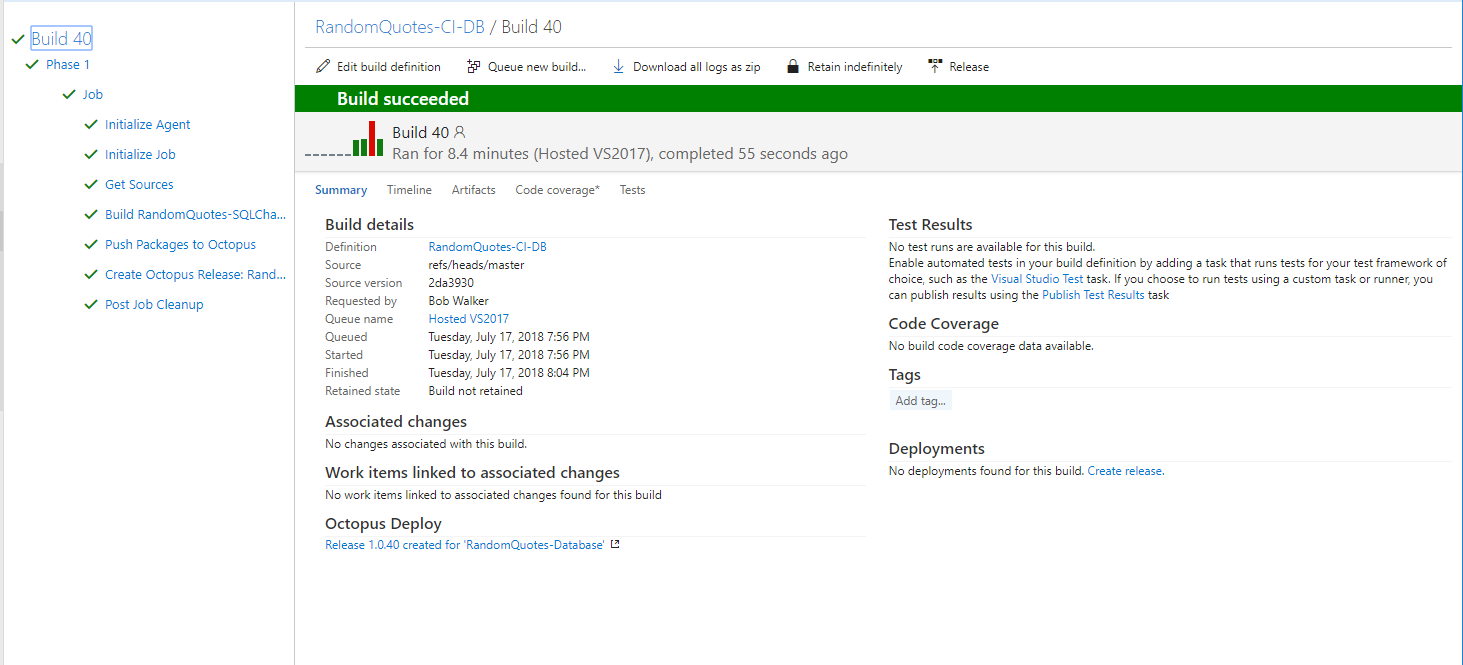 Build 40
Phase 1
Job
Initialize Agent
Initialize Job
Get Sources
Build RandomQuotes-SQLCha...
Push Packages to Octopus
Create Octopus Release: Rand...
Post Job Cleanup
RandomQuotes-CI-DB / Build 40
Edit build definition Queue new build... Download all logs as zip Retain indefinitely Release
Build succeeded
Build 40
Ran for 8.4 minutes (Hosted VS2017), completed 55 seconds ago
Summary Timeline Artifacts Code coverage* Tests
Build details
Definition RandomQuotes-CI-DB
Source refs/heads/master
Source version 2da3930
Requested by Bob Walker
Queue name Hosted VS2017
Queued Tuesday, July 17, 2018 7:56 PM
Started Tuesday, July 17, 2018 7:56 PM
Finished Tuesday, July 17, 2018 8:04 PM
Retained state Build not retained
Associated changes
No changes associated with this build.
Work items linked to associated changes
No work items linked to associated changes found for this build
Octopus Deploy
Release 1.0.40 created for 'RandomQuotes-Database'
Test Results
No test runs are available for this build.
Enable automated tests in your build definition by adding a task that runs tests for your test framework of
choice, such as the Visual Studio Test task. If you choose to run tests using a custom task or runner, you
can publish results using the Publish Test Results task
Code Coverage
No build code coverage data available.
Tags
Add tag...
Deployments
No deployments found for this build. Create release.